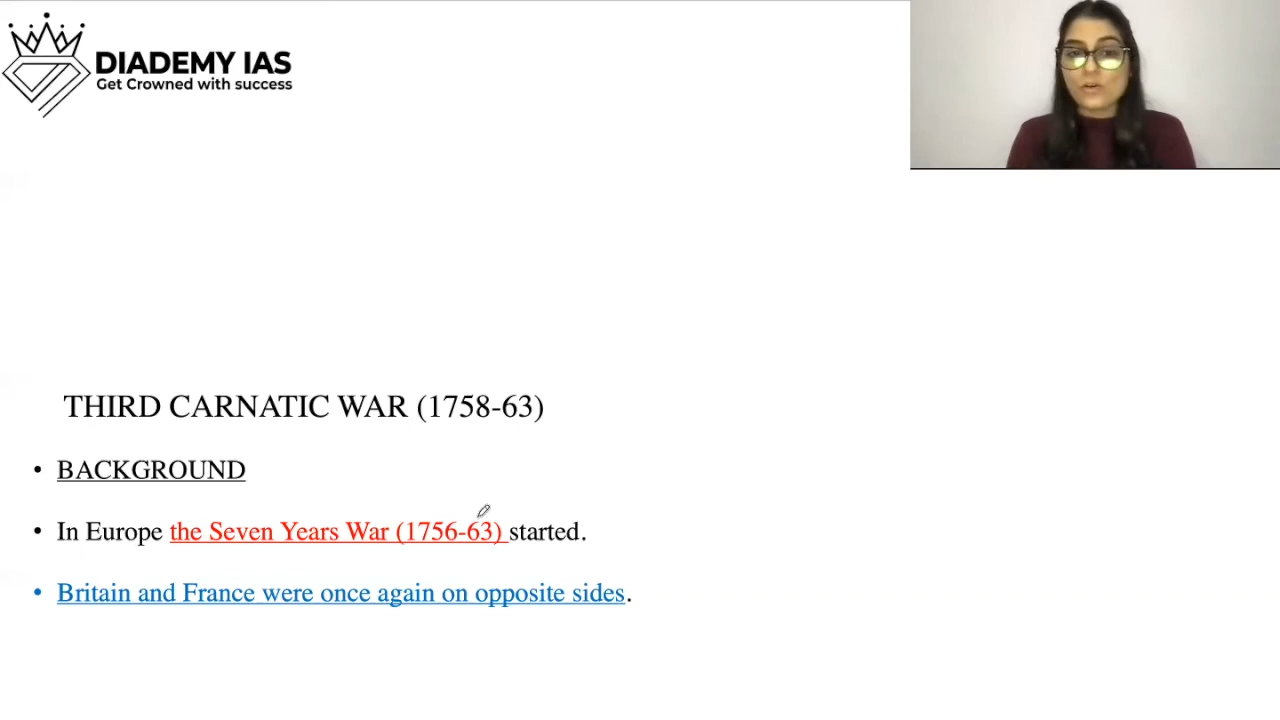 DIADEMY IAS
Get Crowned with success
THIRD CARNATIC WAR (1758-63)
• BACKGROUND
• In Europe the Seven Years War (1756-63) started.
• Britain and France were once again on opposite sides.